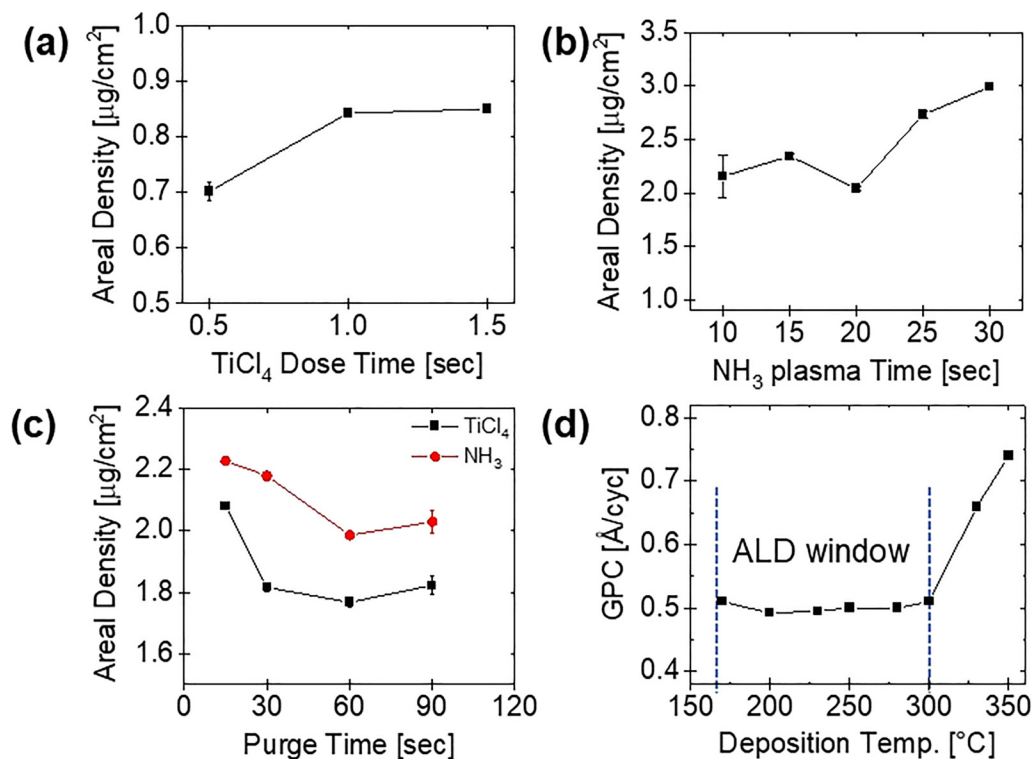 (a)
Areal Density [μg/cm²]
1.0
0.9
0.8
0.7
0.6
0.5
0.5 1.0 1.5
TiCl₄ Dose Time [sec]
(b)
Areal Density [μg/cm²]
3.5
3.0
2.5
2.0
1.5
1.0
10 15 20 25 30
NH₃ plasma Time [sec]
(c)
Areal Density [μg/cm²]
2.4
2.2
2.0
1.8
1.6
TiCl₄
NH₃
0 30 60 90 120
Purge Time [sec]
(d)
GPC [Å/cyc]
0.8
0.7
0.6
0.5
0.4
ALD window
150 200 250 300 350
Deposition Temp. [°C]